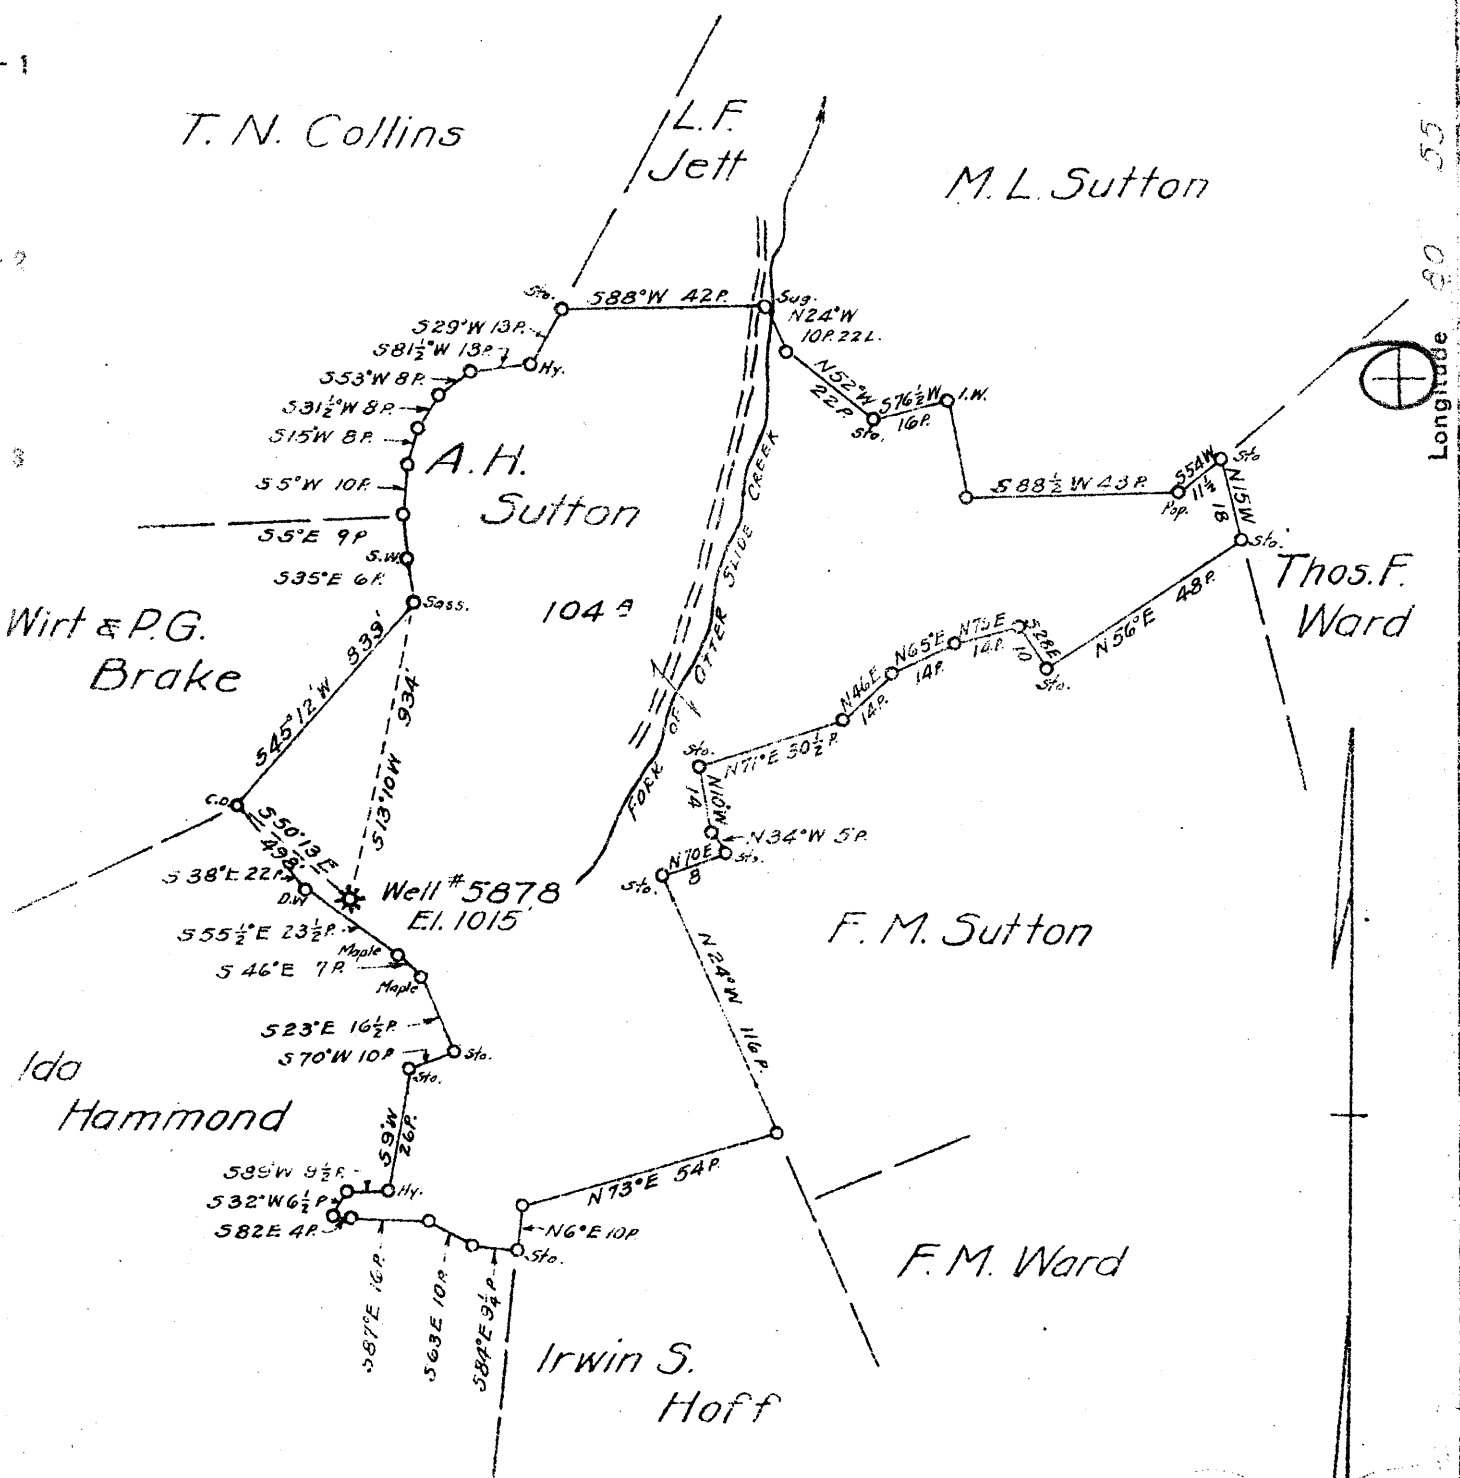 - 1
T. N. Collins
L. F.
Jett
M. L. Sutton
80 55
Longitude
- 2
3
Sto.
S88°W 42P.
Sug.
N24°W
10P. 22L.
S29°W 13P.
S81½°W 13P.
Hy.
S53°W 8P.
S31½°W 8P.
S15°W 8P.
S5°W 10P.
S5°E 9P
S.W.
S35°E 6P.
Sass.
A. H.
Sutton
104 A
N52°W
22P.
Sto.
S76½W
16P.
I.W.
S88½W 43P.
Pop.
S54W
11½
Sto
N15W
18
Sto.
Thos. F.
Ward
N56°E 48P.
S28E
10
Sto.
N75E
14P.
N65°E
14P.
N46E
14P.
N71°E 30½P.
Sto.
N10°W
14
N34°W 5P.
Sto.
N70E
8
Sto.
FORK OF OTTER SLIDE CREEK
Wirt & P.G.
Brake
S45°12'W 839'
S13°10W 934'
C.O.
S50°13E
498'
S38°E 22P.
D.W
Well #5878
El. 1015'
S55½°E 23½P.
Maple
S46°E 7P.
Maple
S23°E 16½P.
Sto.
S70°W 10P
Sto.
S9°W
26P.
Ida
Hammond
S89W 9½P.
Hy.
S32°W 6½P
S82E 4P.
S87°E 16P.
S63E 10P.
S84°E 9¼P.
Sto.
N6°E 10P.
N73°E 54P.
N24°W 116P.
F. M. Sutton
F. M. Ward
Irwin S.
Hoff